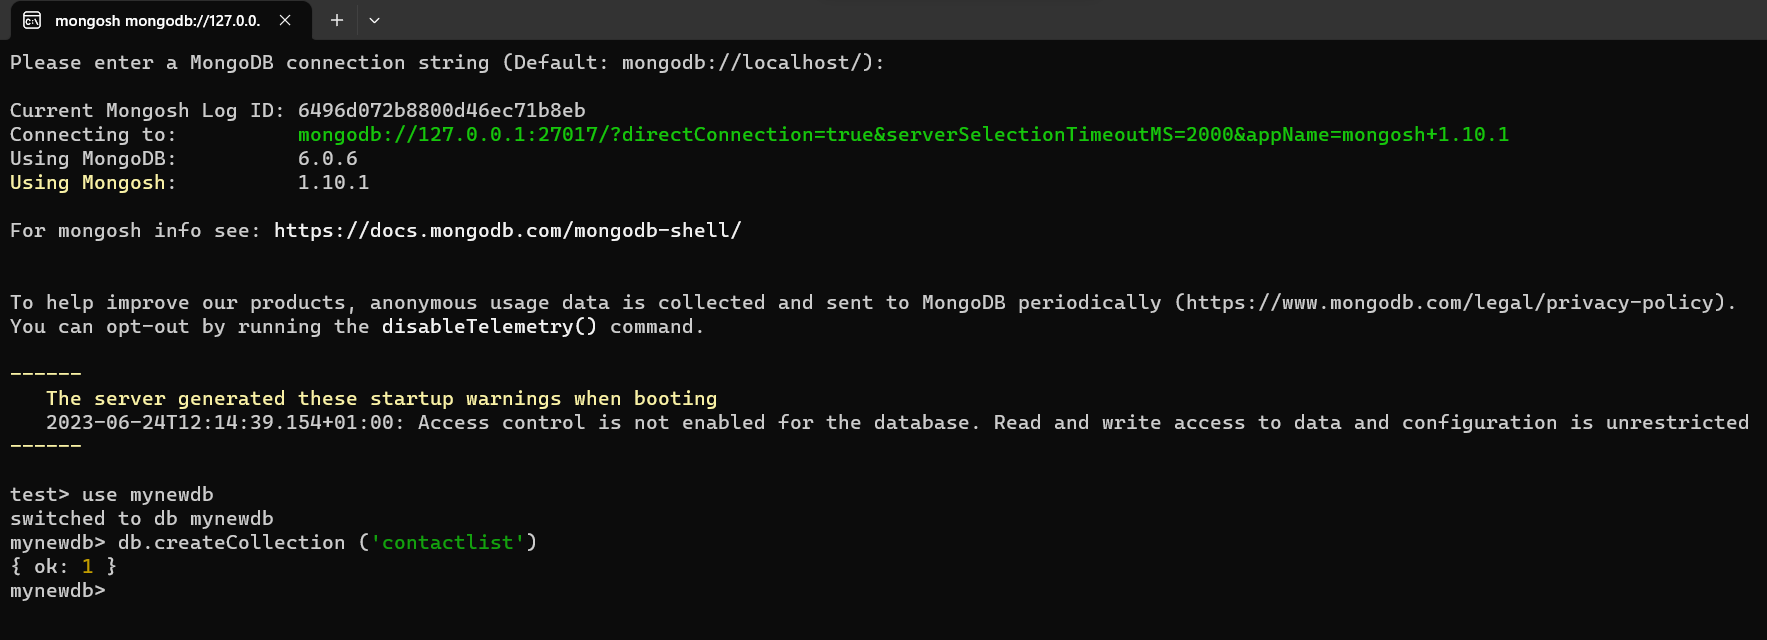 mongosh mongodb://127.0.0.
Please enter a MongoDB connection string (Default: mongodb://localhost/):
Current Mongosh Log ID: 6496d072b8800d46ec71b8eb
Connecting to: mongodb://127.0.0.1:27017/?directConnection=true&serverSelectionTimeoutMS=2000&appName=mongosh+1.10.1
Using MongoDB: 6.0.6
Using Mongosh: 1.10.1
For mongosh info see: https://docs.mongodb.com/mongodb-shell/
To help improve our products, anonymous usage data is collected and sent to MongoDB periodically (https://www.mongodb.com/legal/privacy-policy).
You can opt-out by running the disableTelemetry() command.
------
The server generated these startup warnings when booting
2023-06-24T12:14:39.154+01:00: Access control is not enabled for the database. Read and write access to data and configuration is unrestricted
------
test> use mynewdb
switched to db mynewdb
mynewdb> db.createCollection ('contactlist')
{ ok: 1 }
mynewdb>